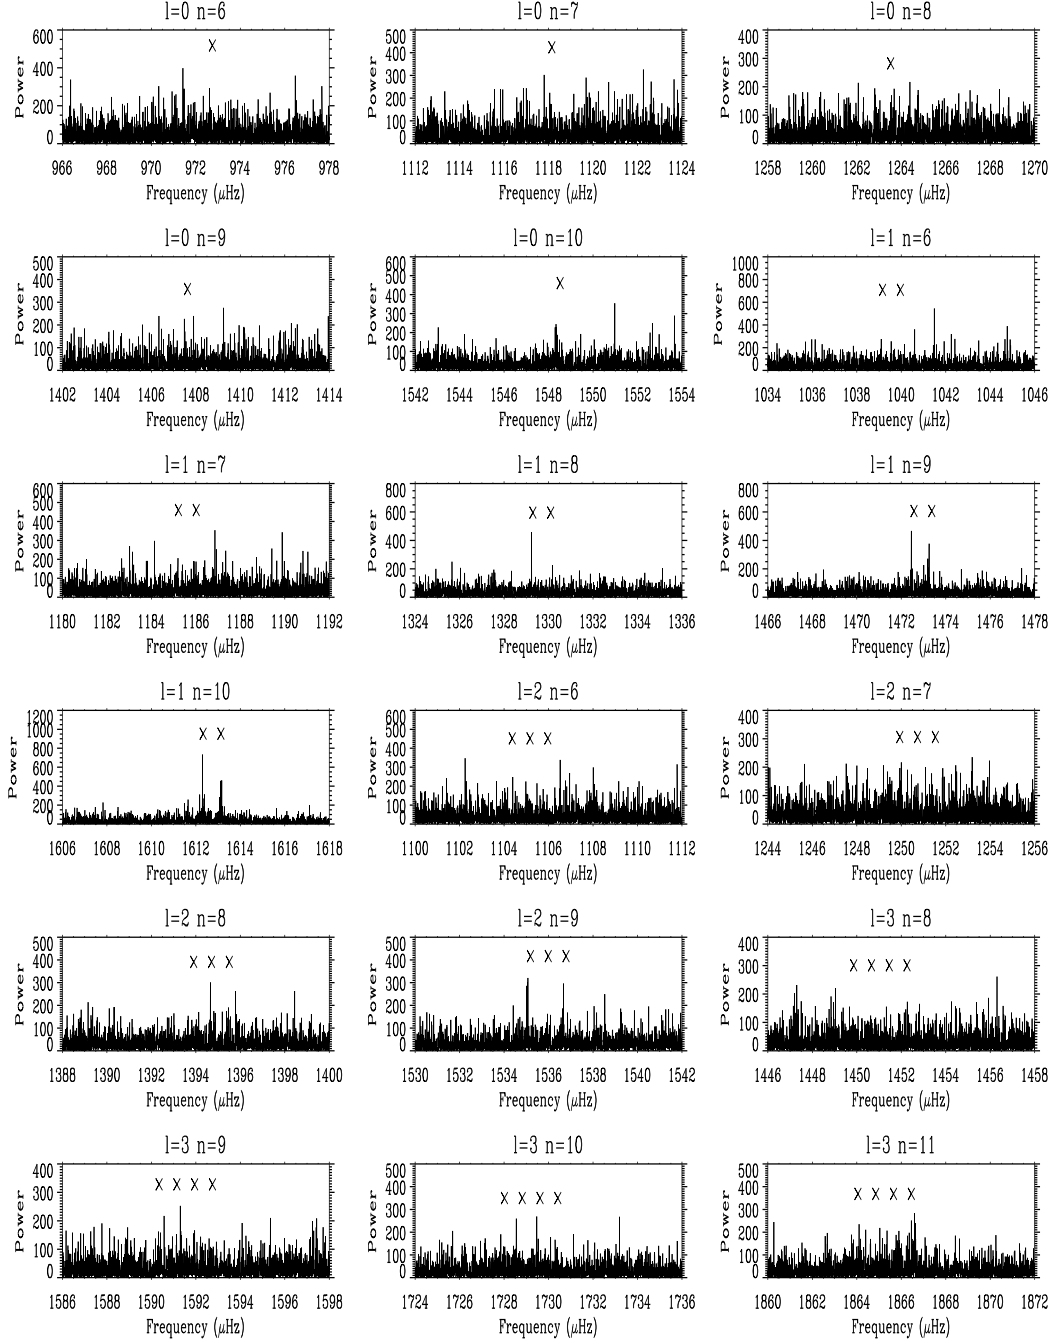 l=0 n=6
l=0 n=7
l=0 n=8
600
400
200
0
Power
966 968 970 972 974 976 978
Frequency (μHz)
500
400
300
200
100
0
Power
1112 1114 1116 1118 1120 1122 1124
Frequency (μHz)
400
300
200
100
0
Power
1258 1260 1262 1264 1266 1268 1270
Frequency (μHz)
l=0 n=9
l=0 n=10
l=1 n=6
500
400
300
200
100
0
Power
1402 1404 1406 1408 1410 1412 1414
Frequency (μHz)
600
500
400
300
200
100
0
Power
1542 1544 1546 1548 1550 1552 1554
Frequency (μHz)
1000
800
600
400
200
0
Power
1034 1036 1038 1040 1042 1044 1046
Frequency (μHz)
l=1 n=7
l=1 n=8
l=1 n=9
600
500
400
300
200
100
0
Power
1180 1182 1184 1186 1188 1190 1192
Frequency (μHz)
800
600
400
200
0
Power
1324 1326 1328 1330 1332 1334 1336
Frequency (μHz)
800
600
400
200
0
Power
1466 1468 1470 1472 1474 1476 1478
Frequency (μHz)
l=1 n=10
l=2 n=6
l=2 n=7
1200
1000
800
600
400
200
0
Power
1606 1608 1610 1612 1614 1616 1618
Frequency (μHz)
600
500
400
300
200
100
0
Power
1100 1102 1104 1106 1108 1110 1112
Frequency (μHz)
400
300
200
100
0
Power
1244 1246 1248 1250 1252 1254 1256
Frequency (μHz)
l=2 n=8
l=2 n=9
l=3 n=8
500
400
300
200
100
0
Power
1388 1390 1392 1394 1396 1398 1400
Frequency (μHz)
500
400
300
200
100
0
Power
1530 1532 1534 1536 1538 1540 1542
Frequency (μHz)
400
300
200
100
0
Power
1446 1448 1450 1452 1454 1456 1458
Frequency (μHz)
l=3 n=9
l=3 n=10
l=3 n=11
400
300
200
100
0
Power
1586 1588 1590 1592 1594 1596 1598
Frequency (μHz)
500
400
300
200
100
0
Power
1724 1726 1728 1730 1732 1734 1736
Frequency (μHz)
500
400
300
200
100
0
Power
1860 1862 1864 1866 1868 1870 1872
Frequency (μHz)